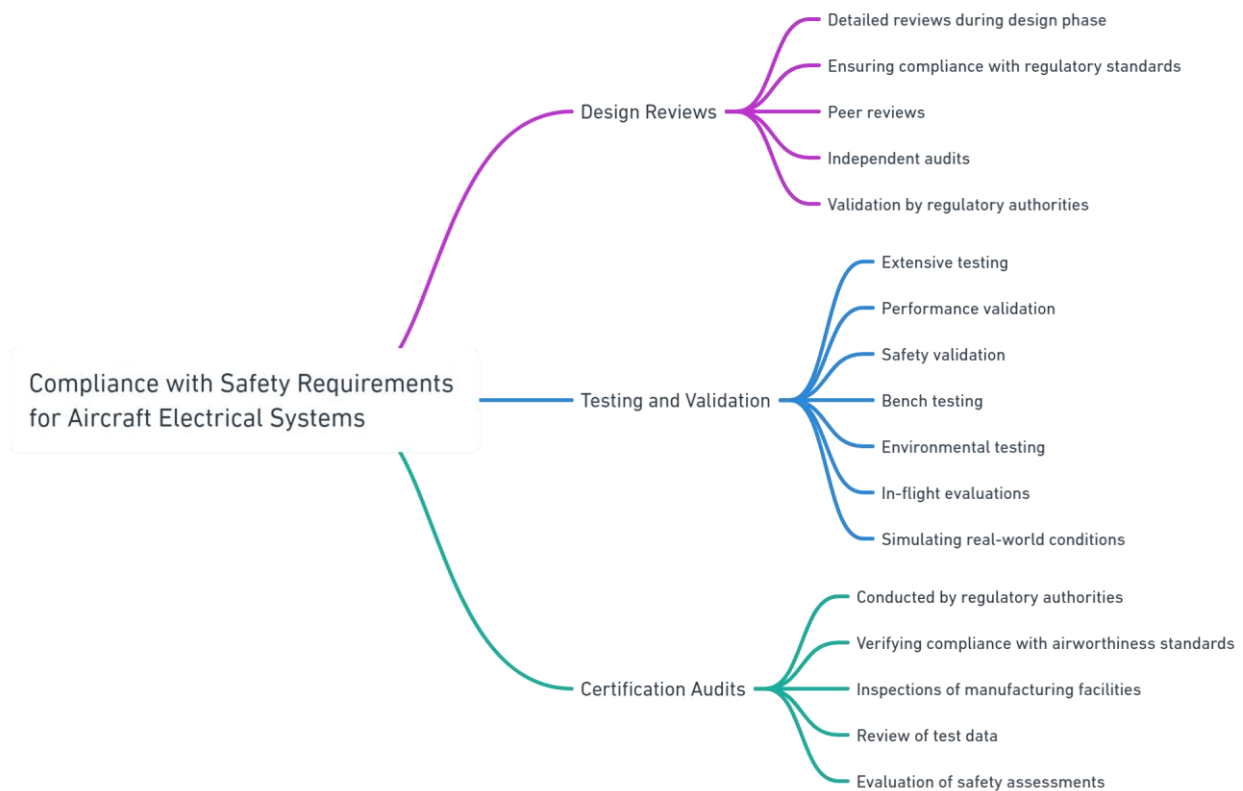 Compliance with Safety Requirements
for Aircraft Electrical Systems
Design Reviews
Detailed reviews during design phase
Ensuring compliance with regulatory standards
Peer reviews
Independent audits
Validation by regulatory authorities
Testing and Validation
Extensive testing
Performance validation
Safety validation
Bench testing
Environmental testing
In-flight evaluations
Simulating real-world conditions
Certification Audits
Conducted by regulatory authorities
Verifying compliance with airworthiness standards
Inspections of manufacturing facilities
Review of test data
Evaluation of safety assessments